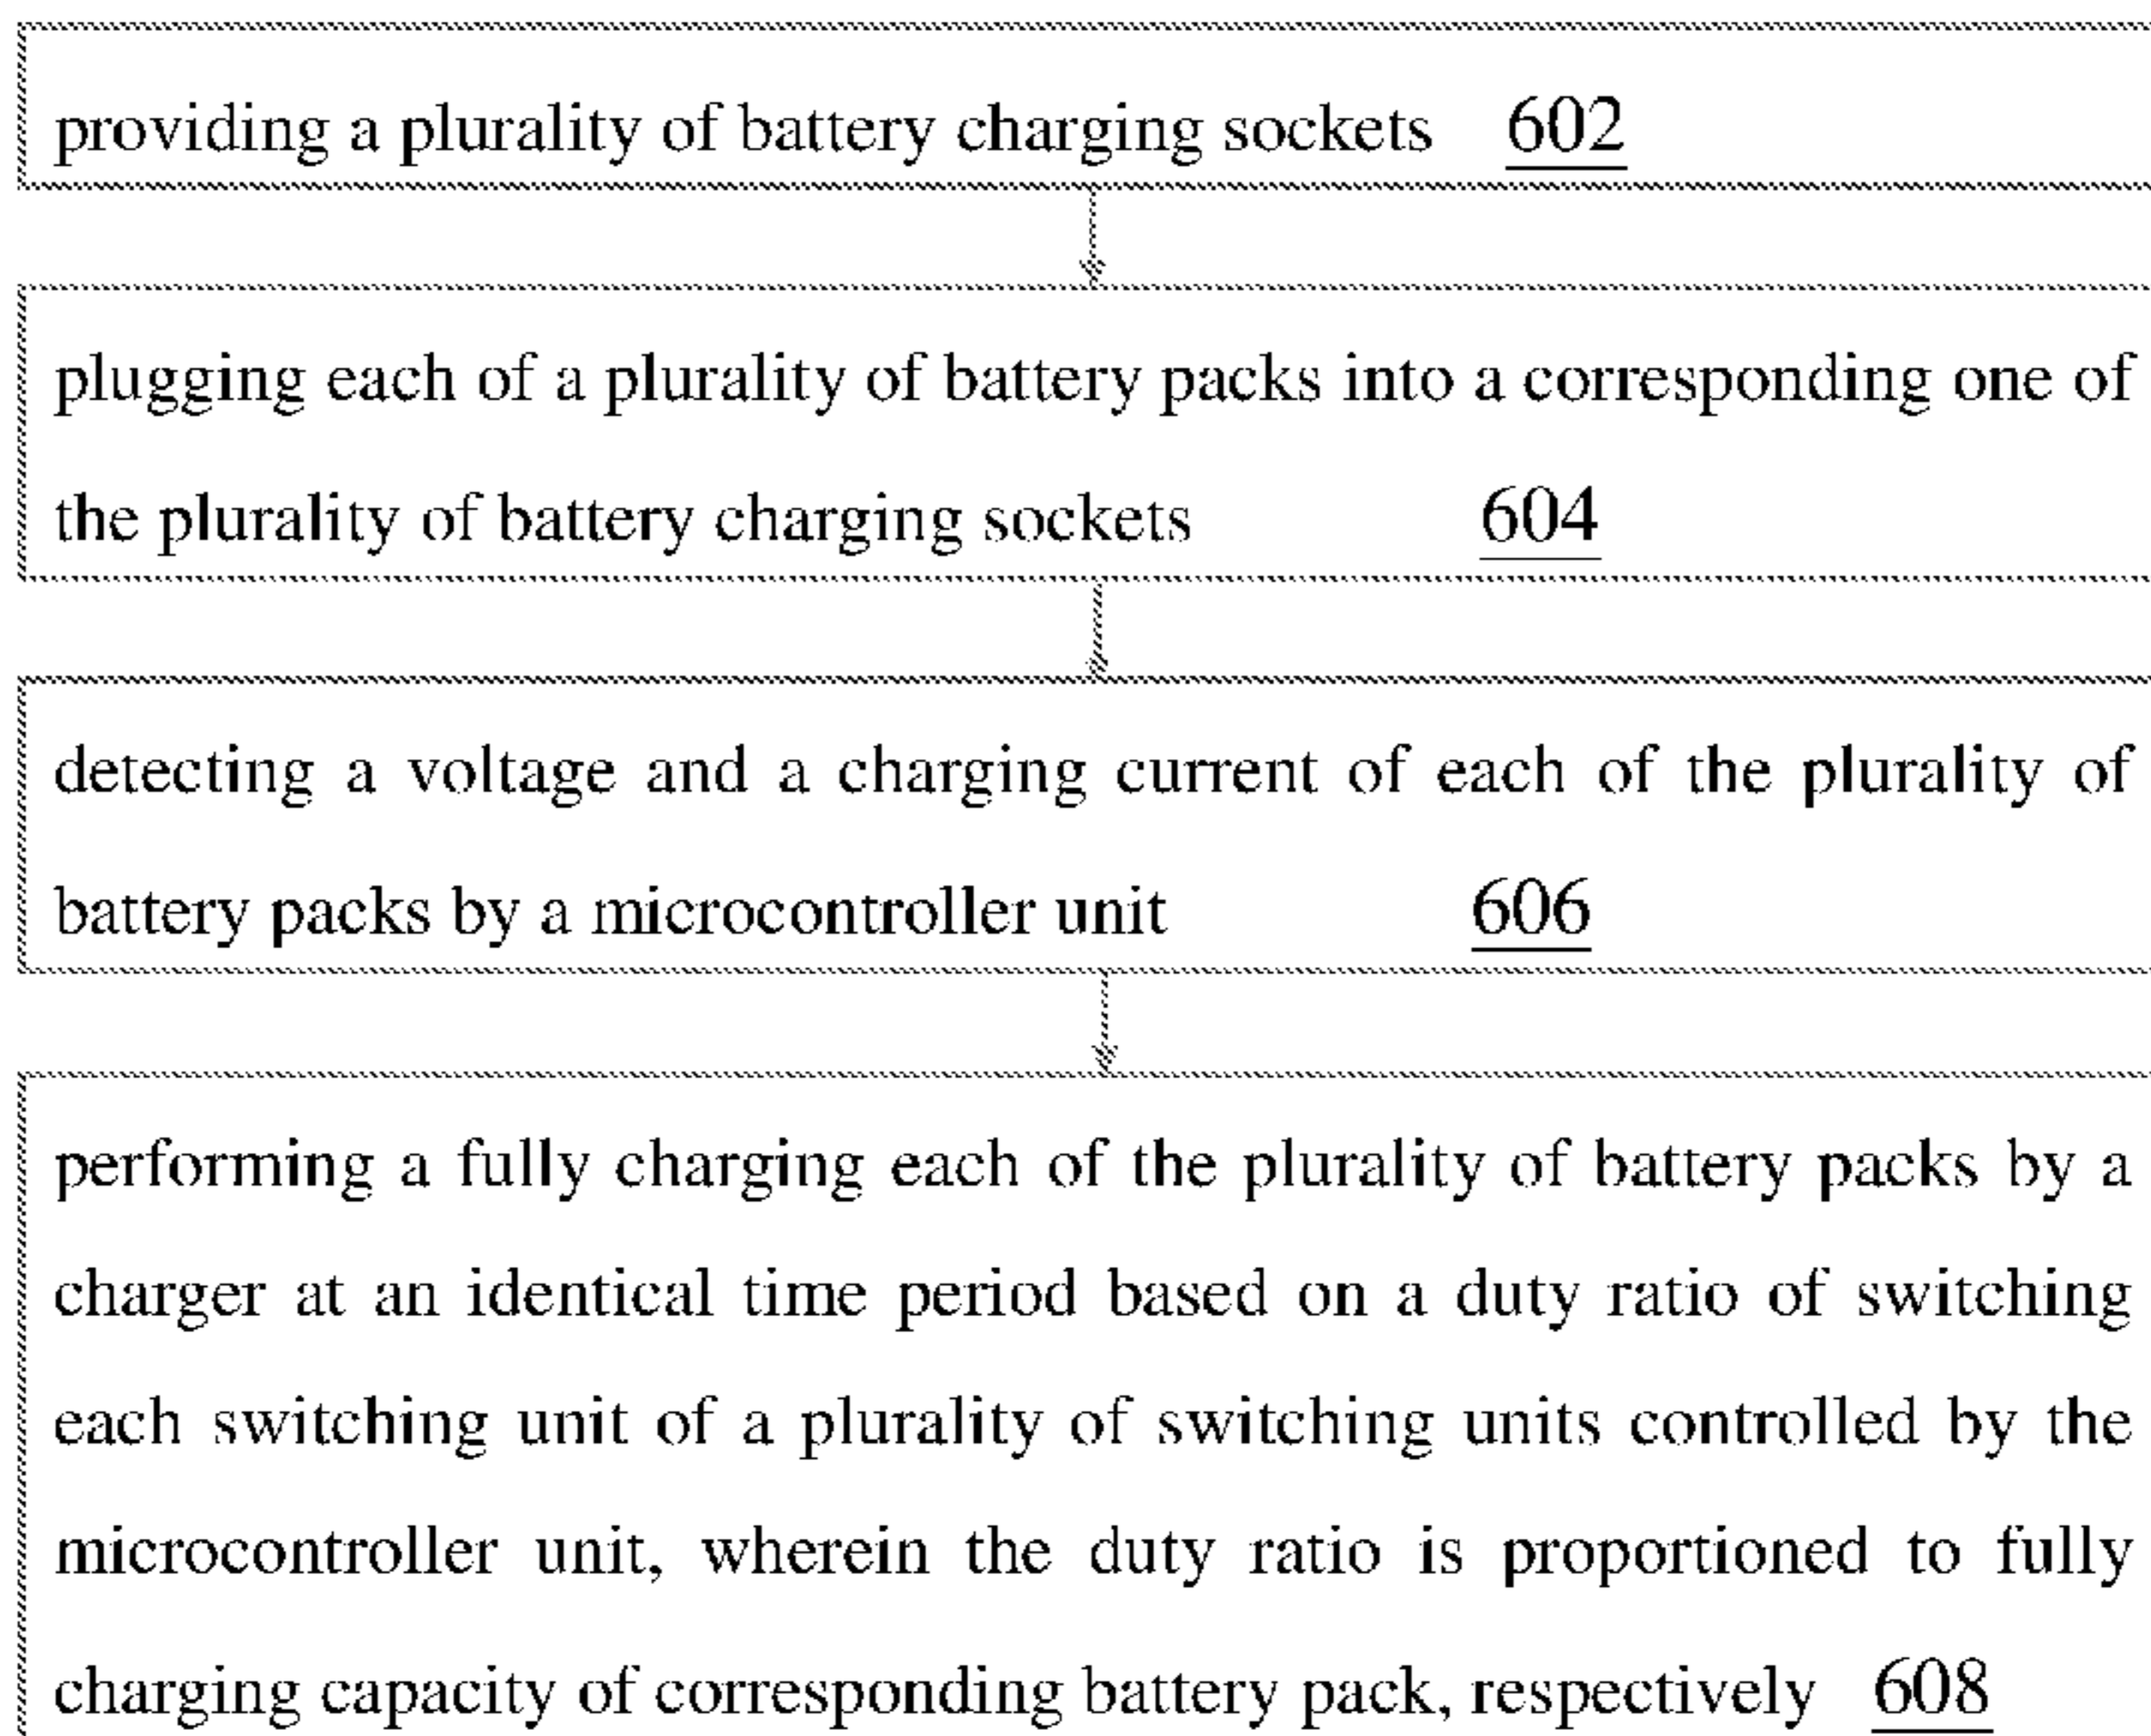 providing a plurality of battery charging sockets 602
plugging each of a plurality of battery packs into a corresponding one of
the plurality of battery charging sockets 604
detecting a voltage and a charging current of each of the plurality of
battery packs by a microcontroller unit 606
performing a fully charging each of the plurality of battery packs by a
charger at an identical time period based on a duty ratio of switching
each switching unit of a plurality of switching units controlled by the
microcontroller unit, wherein the duty ratio is proportioned to fully
charging capacity of corresponding battery pack, respectively 608